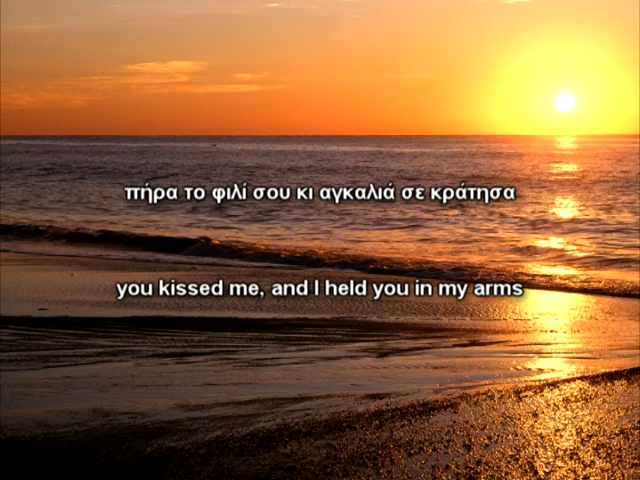 πήρα το φιλί σου κι αγκαλιά σε κράτησα
you kissed me, and I held you in my arms